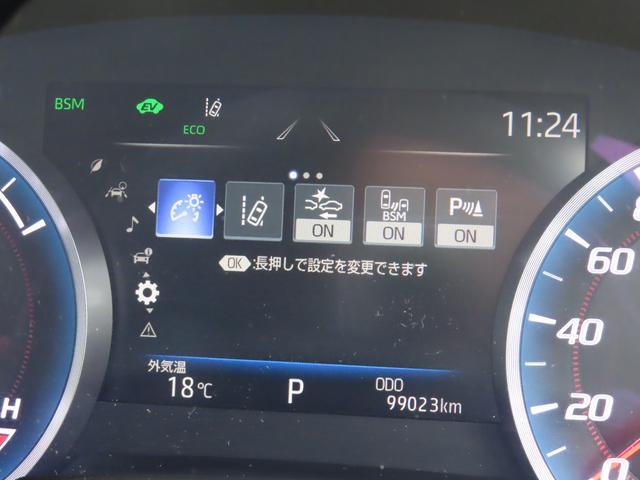 BSM EV
ECO
11:24
BSM P
ON ON ON
OK :長押しで設定を変更できます
外気温
18℃ P ODO
99023km
H
60
40
20
0